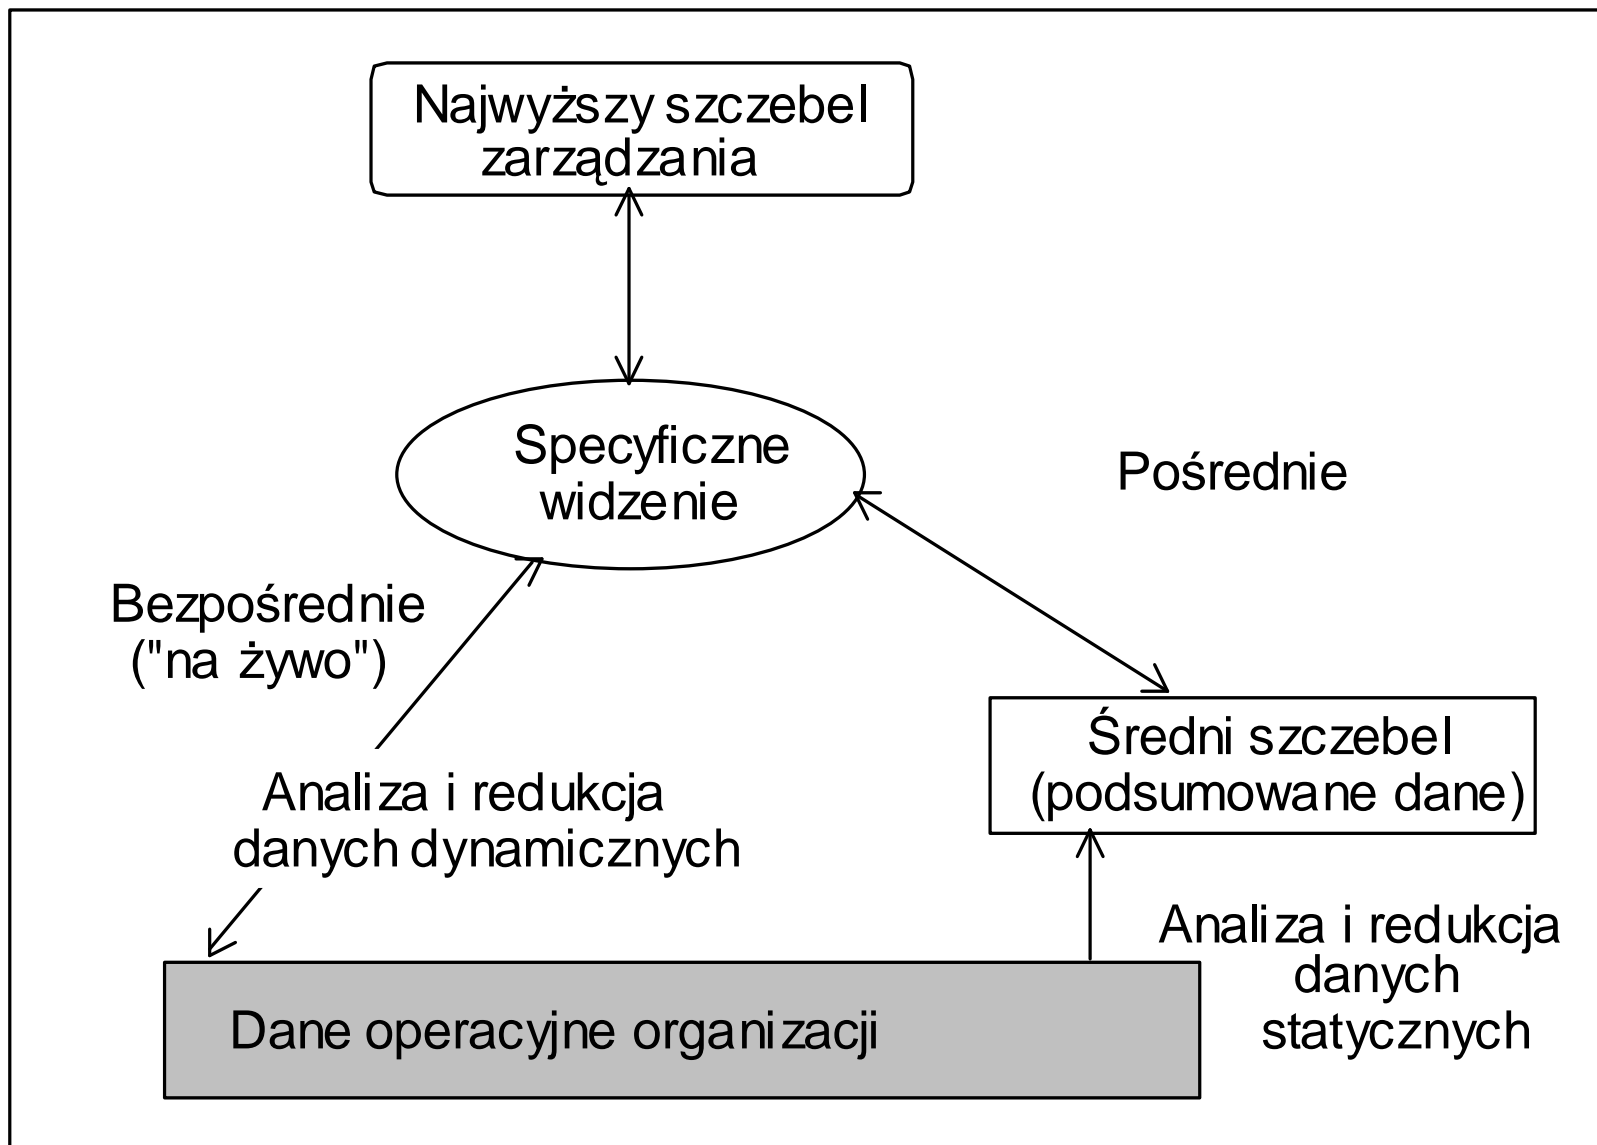 Najwyższy szczebel
zarządzania
Specyficzne
widzenie
Pośrednie
Bezpośrednie
("na żywo")
Średni szczebel
(podsumowane dane)
Analiza i redukcja
danych dynamicznych
Analiza i redukcja
danych
statycznych
Dane operacyjne organizacji